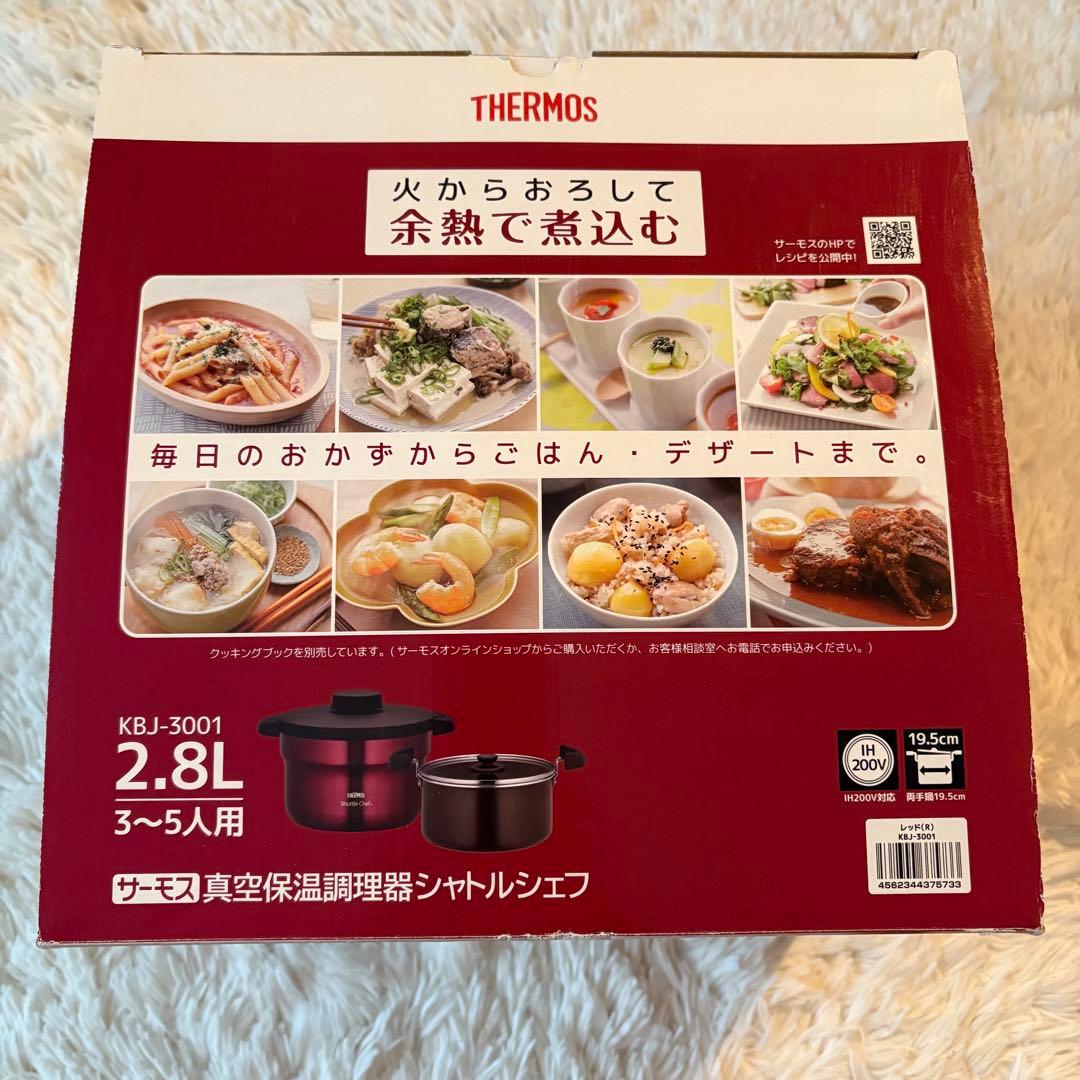 THERMOS
火からおろして
余熱で煮込む
サーモスのHPで
レシピを公開中!
毎日のおかずからごはん・デザートまで。
クッキングブックを別売しています。(サーモスオンラインショップからご購入いただくか、お客様相談室へお電話でお申込みください。)
KBJ-3001
2.8L
3〜5人用
THERMOS
Shuttle Chef®
IH
200V
IH200V対応
19.5cm
両手鍋19.5cm
レッド(R)
KBJ-3001
4562344375733
サーモス 真空保温調理器シャトルシェフ